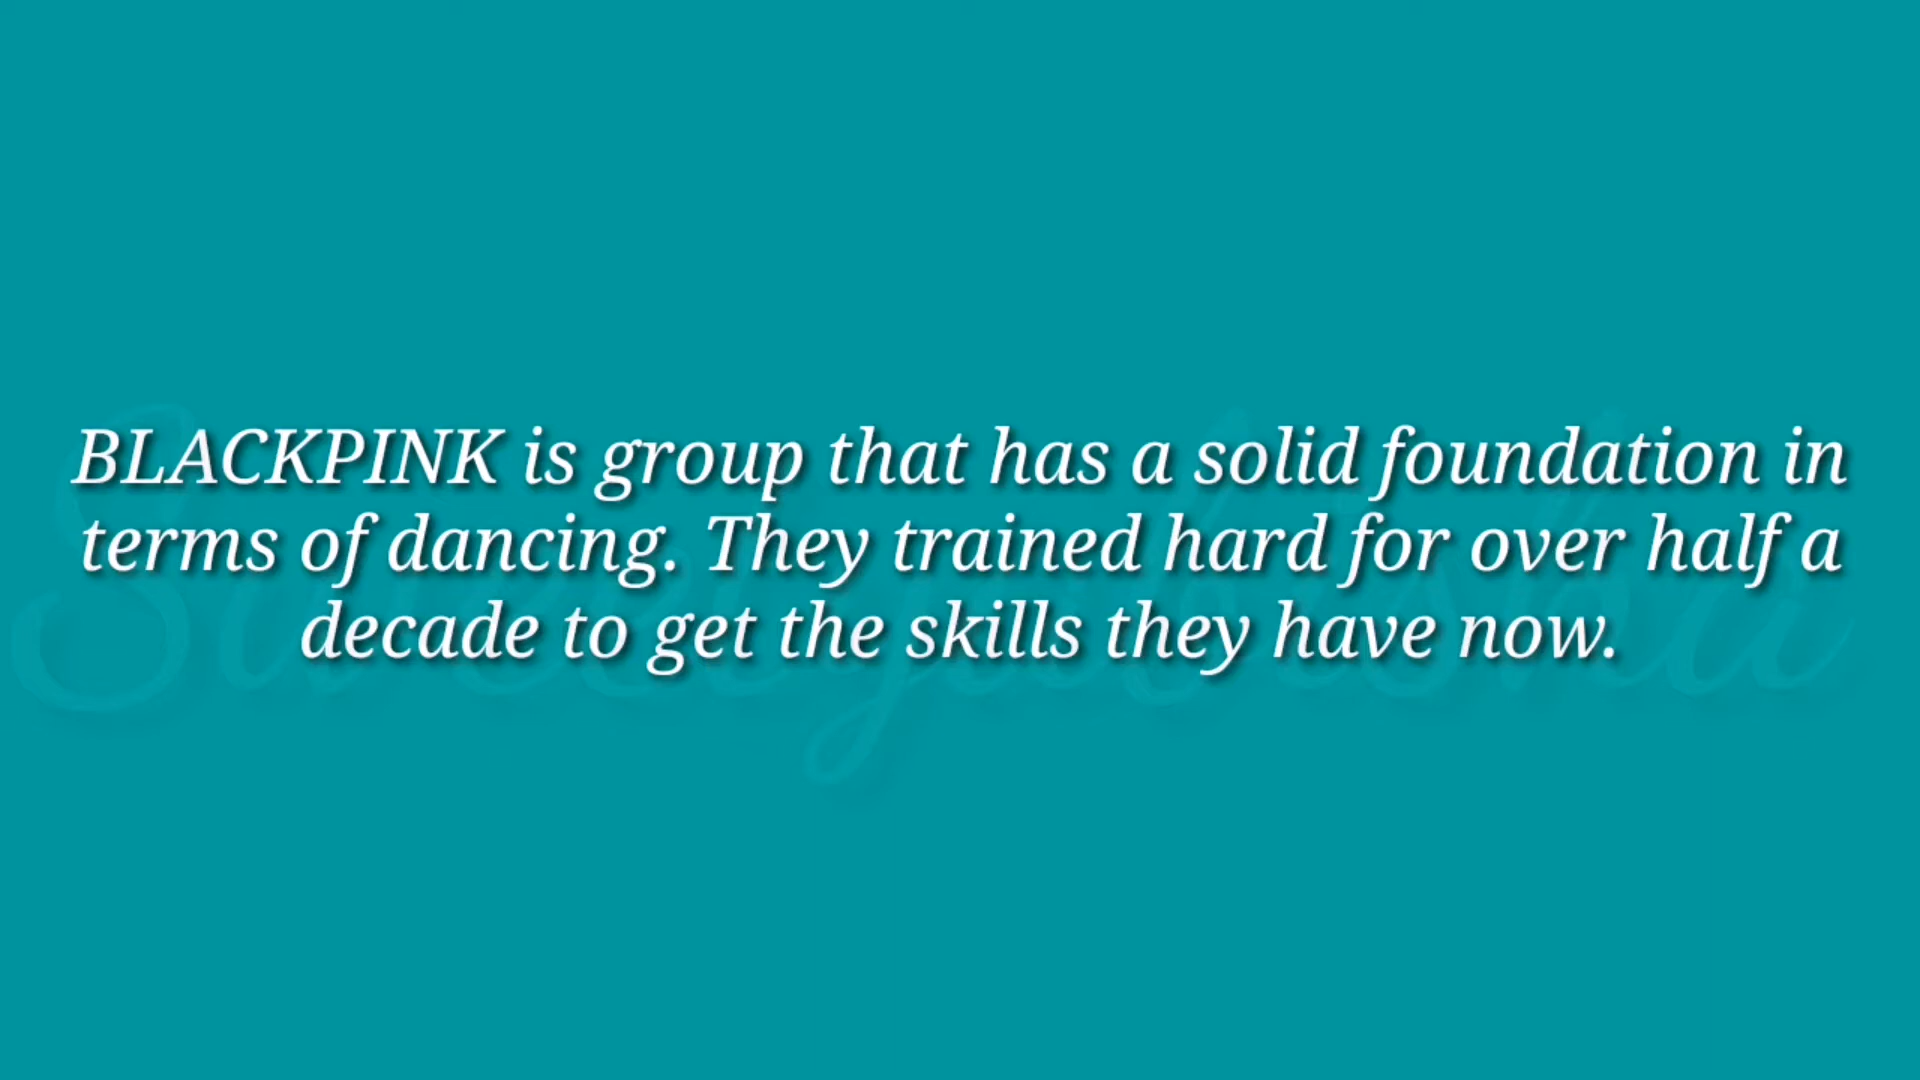 BLACKPINK is group that has a solid foundation in
terms of dancing. They trained hard for over half a
decade to get the skills they have now.